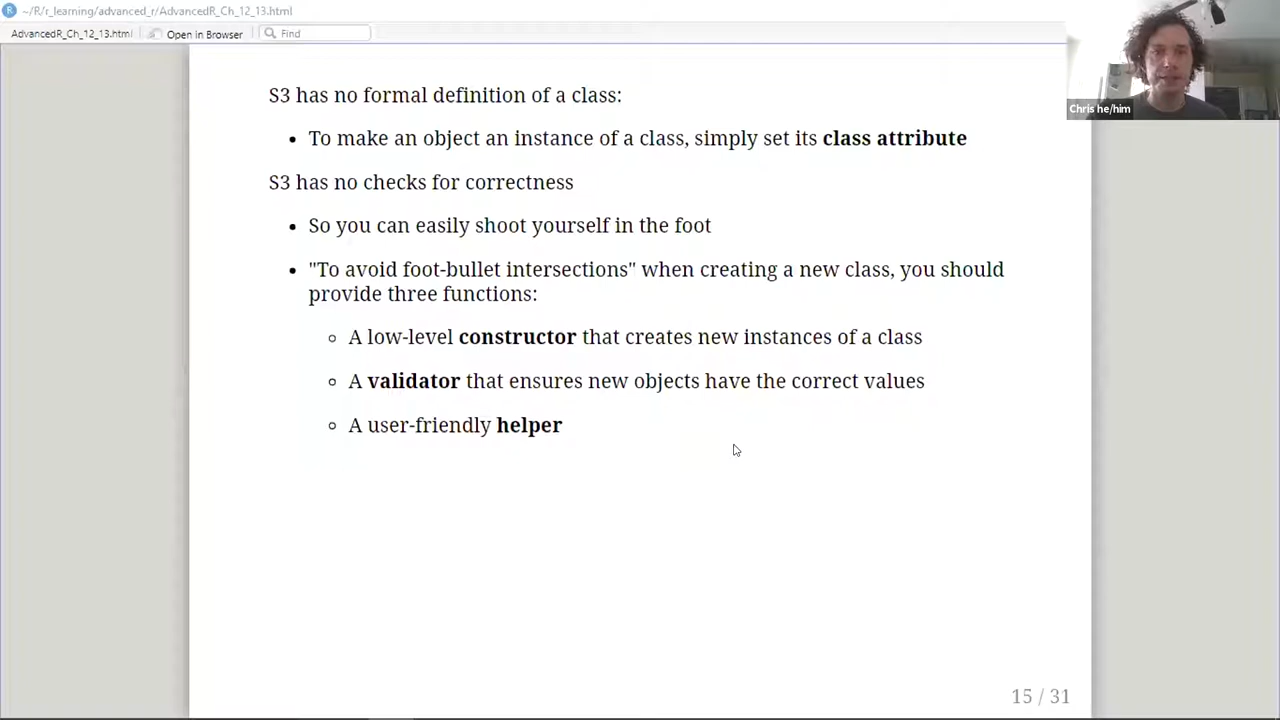 ~/R/r_learning/advanced_r/AdvancedR_Ch_12_13.html
AdvancedR_Ch_12_13.html
Open in Browser
Find
Chris he/him
S3 has no formal definition of a class:
• To make an object an instance of a class, simply set its class attribute
S3 has no checks for correctness
• So you can easily shoot yourself in the foot
• "To avoid foot-bullet intersections" when creating a new class, you should
provide three functions:
◦ A low-level constructor that creates new instances of a class
◦ A validator that ensures new objects have the correct values
◦ A user-friendly helper
15 / 31